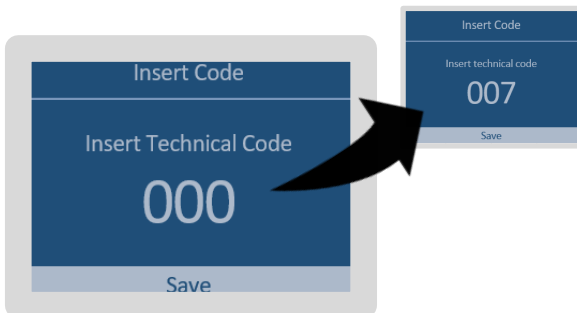 Insert Code
Insert Technical Code
000
Save
Insert Code
Insert technical code
007
Save